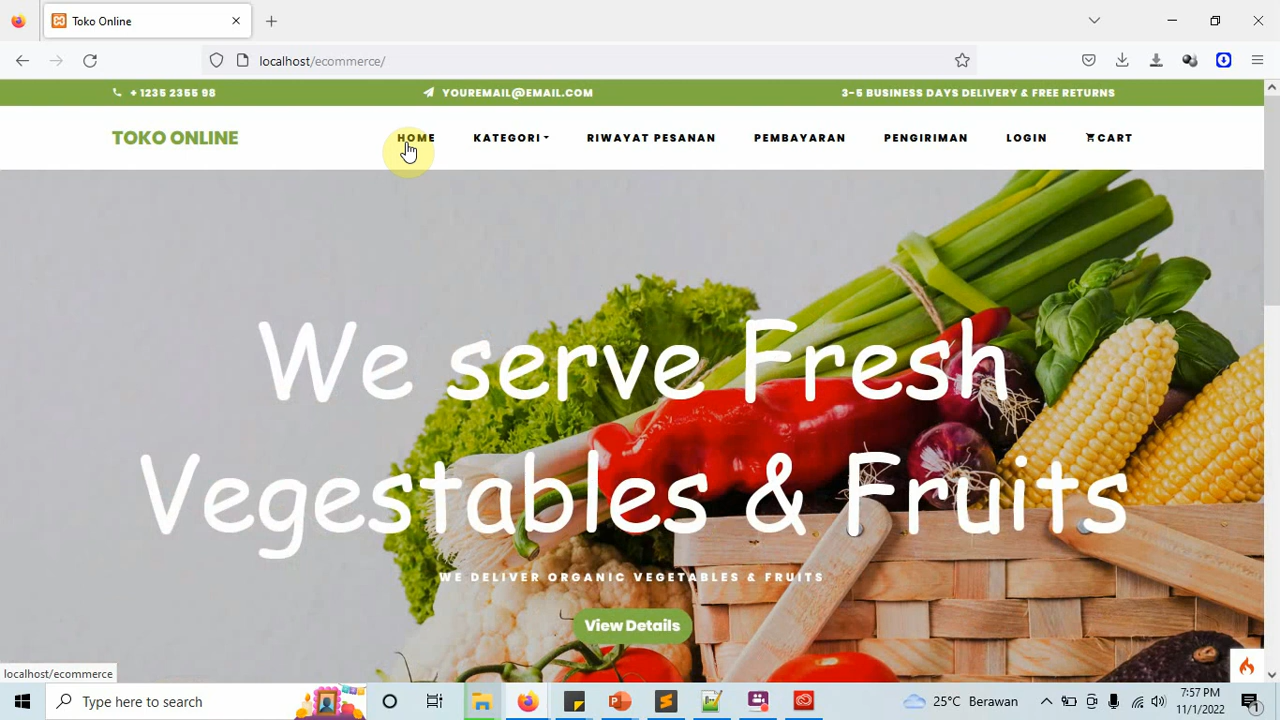 Toko Online
localhost/ecommerce/
+ 1235 2355 98
YOUREMAIL@EMAIL.COM
3-5 BUSINESS DAYS DELIVERY & FREE RETURNS
TOKO ONLINE
HOME
KATEGORI
RIWAYAT PESANAN
PEMBAYARAN
PENGIRIMAN
LOGIN
CART
We serve Fresh
Vegestables & Fruits
WE DELIVER ORGANIC VEGETABLES & FRUITS
View Details
localhost/ecommerce
Type here to search
25°C Berawan
7:57 PM
11/1/2022